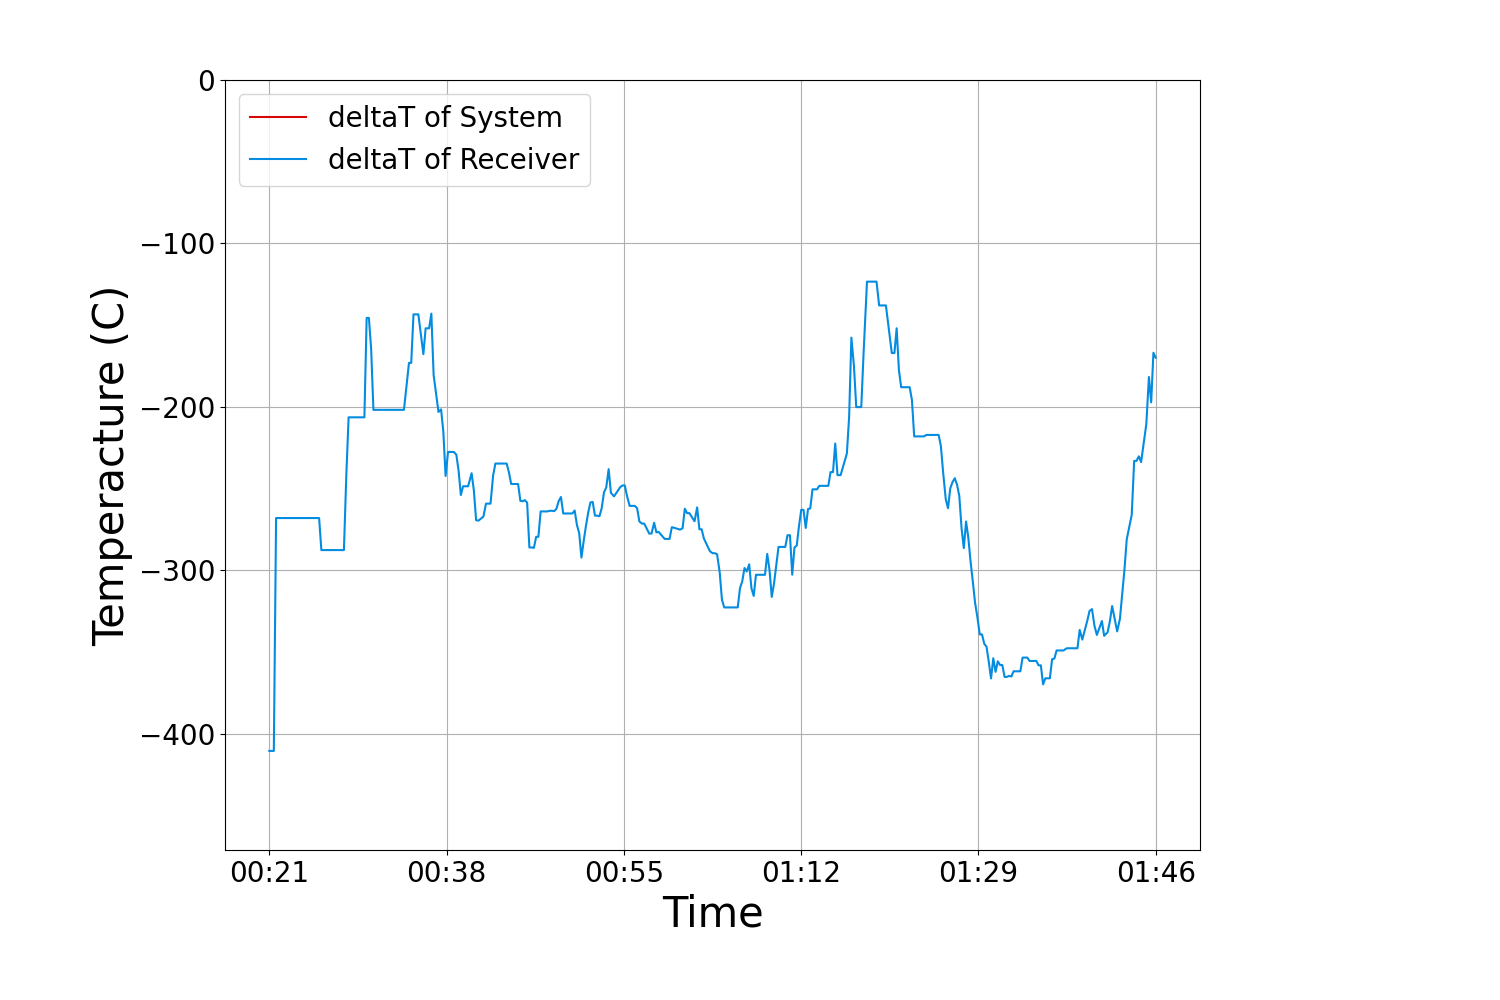 0
deltaT of System
deltaT of Receiver
−100
−200
−300
−400
Temperacture (C)
00:21 00:38 00:55 01:12 01:29 01:46
Time